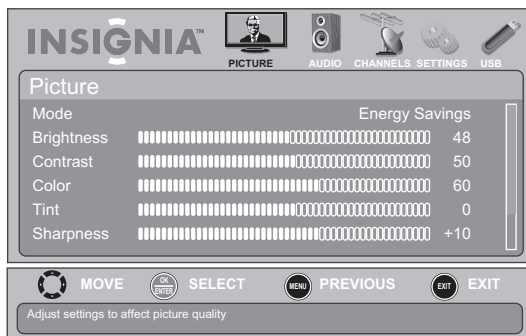 INSIGNIA™
PICTURE AUDIO CHANNELS SETTINGS USB
Picture
Mode Energy Savings
Brightness 48
Contrast 50
Color 60
Tint 0
Sharpness +10
MOVE OK ENTER SELECT MENU PREVIOUS EXIT EXIT
Adjust settings to affect picture quality